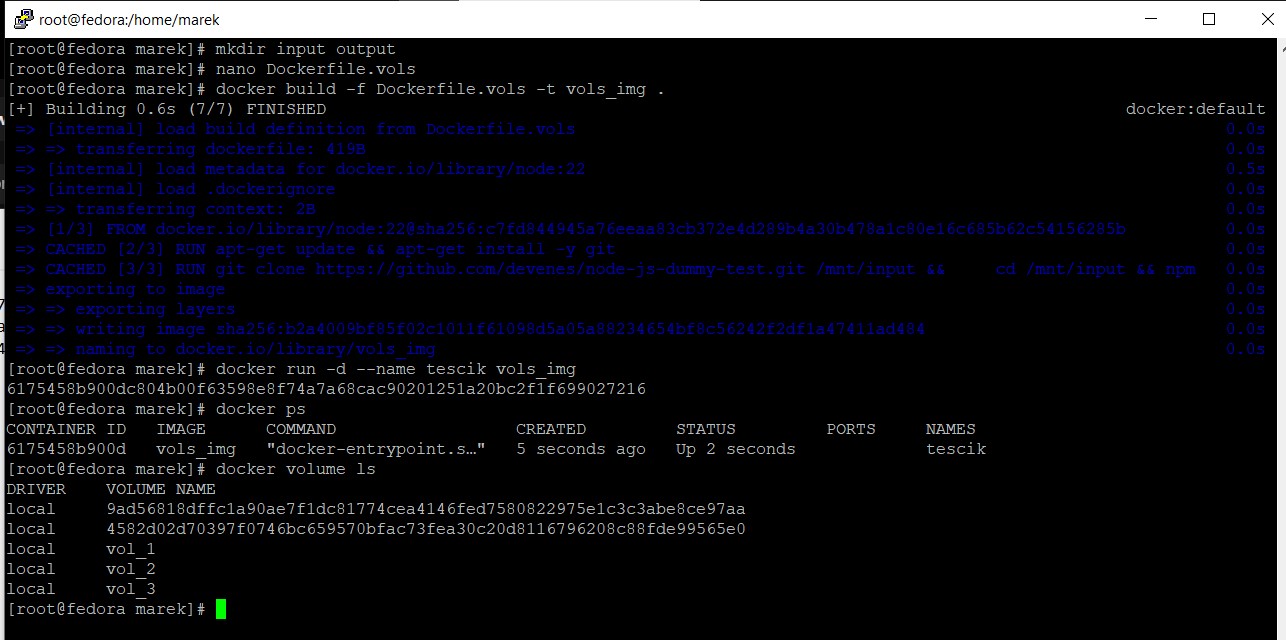 root@fedora:/home/marek
[root@fedora marek]# mkdir input output
[root@fedora marek]# nano Dockerfile.vols
[root@fedora marek]# docker build -f Dockerfile.vols -t vols_img .
[+] Building 0.6s (7/7) FINISHED docker:default
=> [internal] load build definition from Dockerfile.vols 0.0s
=> => transferring dockerfile: 419B 0.0s
=> [internal] load metadata for docker.io/library/node:22 0.5s
=> [internal] load .dockerignore 0.0s
=> => transferring context: 2B 0.0s
=> [1/3] FROM docker.io/library/node:22@sha256:c7fd844945a76eeaa83cb372e4d289b4a30b478a1c80e16c685b62c54156285b 0.0s
=> CACHED [2/3] RUN apt-get update && apt-get install -y git 0.0s
=> CACHED [3/3] RUN git clone https://github.com/devenes/node-js-dummy-test.git /mnt/input && cd /mnt/input && npm 0.0s
=> exporting to image 0.0s
=> => exporting layers 0.0s
=> => writing image sha256:b2a4009bf85f02c1011f61098d5a05a88234654bf8c56242f2df1a47411ad484 0.0s
=> => naming to docker.io/library/vols_img 0.0s
[root@fedora marek]# docker run -d --name tescik vols_img
6175458b900dc804b00f63598e8f74a7a68cac90201251a20bc2f1f699027216
[root@fedora marek]# docker ps
CONTAINER ID IMAGE COMMAND CREATED STATUS PORTS NAMES
6175458b900d vols_img "docker-entrypoint.s…" 5 seconds ago Up 2 seconds tescik
[root@fedora marek]# docker volume ls
DRIVER VOLUME NAME
local 9ad56818dffc1a90ae7f1dc81774cea4146fed7580822975e1c3c3abe8ce97aa
local 4582d02d70397f0746bc659570bfac73fea30c20d8116796208c88fde99565e0
local vol_1
local vol_2
local vol_3
[root@fedora marek]#